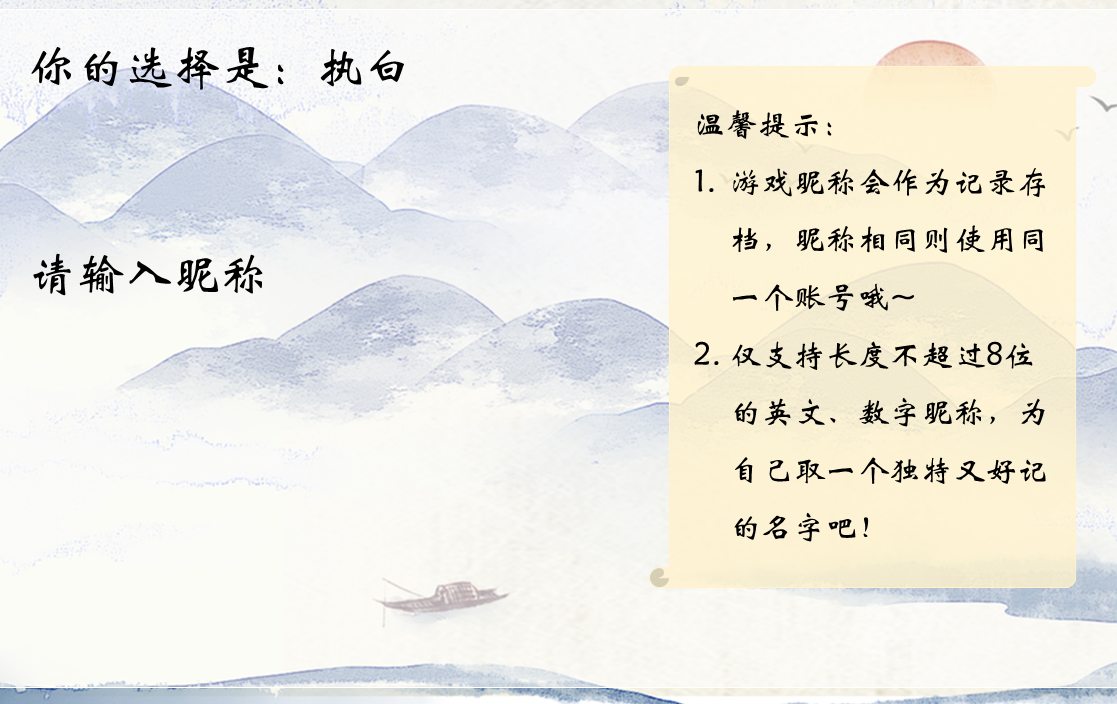 你的选择是：执白
请输入昵称
温馨提示：
1. 游戏昵称会作为记录存
档，昵称相同则使用同
一个账号哦~
2. 仅支持长度不超过8位
的英文、数字昵称，为
自己取一个独特又好记
的名字吧！